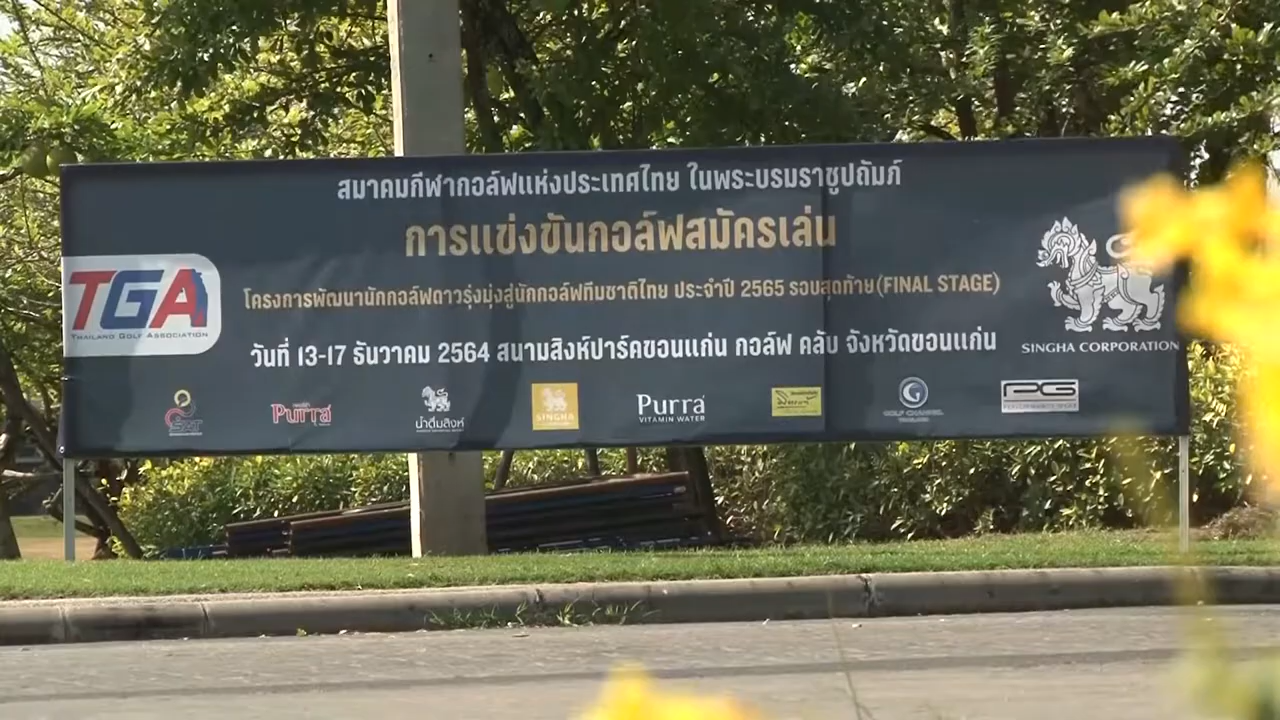 สมาคมกีฬากอล์ฟแห่งประเทศไทย ในพระบรมราชูปถัมภ์
การแข่งขันกอล์ฟสมัครเล่น
TGA
THAILAND GOLF ASSOCIATION
โครงการพัฒนานักกอล์ฟดาวรุ่งมุ่งสู่นักกอล์ฟทีมชาติไทย ประจำปี 2565 รอบสุดท้าย(FINAL STAGE)
วันที่ 13-17 ธันวาคม 2564 สนามสิงห์ปาร์คขอนแก่น กอล์ฟ คลับ จังหวัดขอนแก่น
SINGHA CORPORATION
SAT
Purra
น้ำดื่มสิงห์
SINGHA
Purra
VITAMIN WATER
GOLF CHANNEL
THAILAND
PG